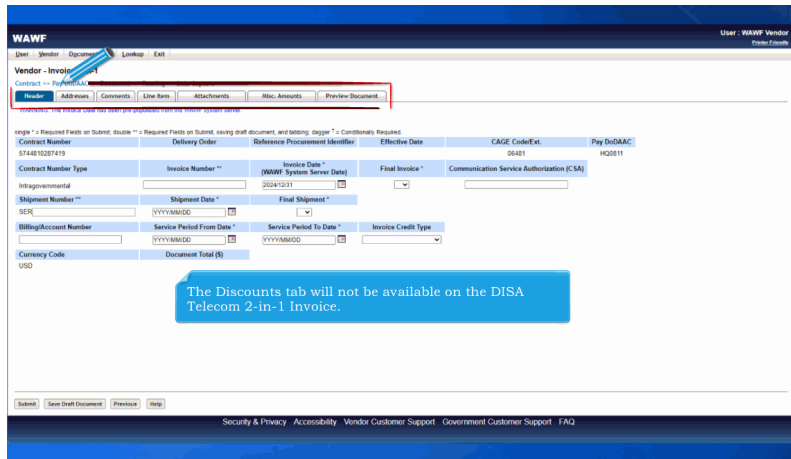 WAWF
User : WAWF Vendor
Printer Friendly
User Vendor Lookup Exit
Vendor - Invoice
Contract >> Pay DoDAAC
Header Addresses Comments Line Item Attachments Misc. Amounts Preview Document
single * = Required Fields on Submit; double ** = Required Fields on Submit, saving draft document, and tabbing; dagger † = Conditionally Required.
Contract Number Delivery Order Reference Procurement Identifier Effective Date CAGE Code/Ext. Pay DoDAAC
5744810287419 06481 HQ0811
Contract Number Type Invoice Number ** Invoice Date * (WAWF System Server Date) Final Invoice * Communication Service Authorization (CSA)
Intragovernmental 2024/12/31
Shipment Number ** Shipment Date * Final Shipment *
SER YYYY/MM/DD
Billing/Account Number Service Period From Date * Service Period To Date * Invoice Credit Type
YYYY/MM/DD YYYY/MM/DD
Currency Code Document Total ($)
USD
The Discounts tab will not be available on the DISA
Telecom 2-in-1 Invoice.
Submit Save Draft Document Previous Help
Security & Privacy Accessibility Vendor Customer Support Government Customer Support FAQ